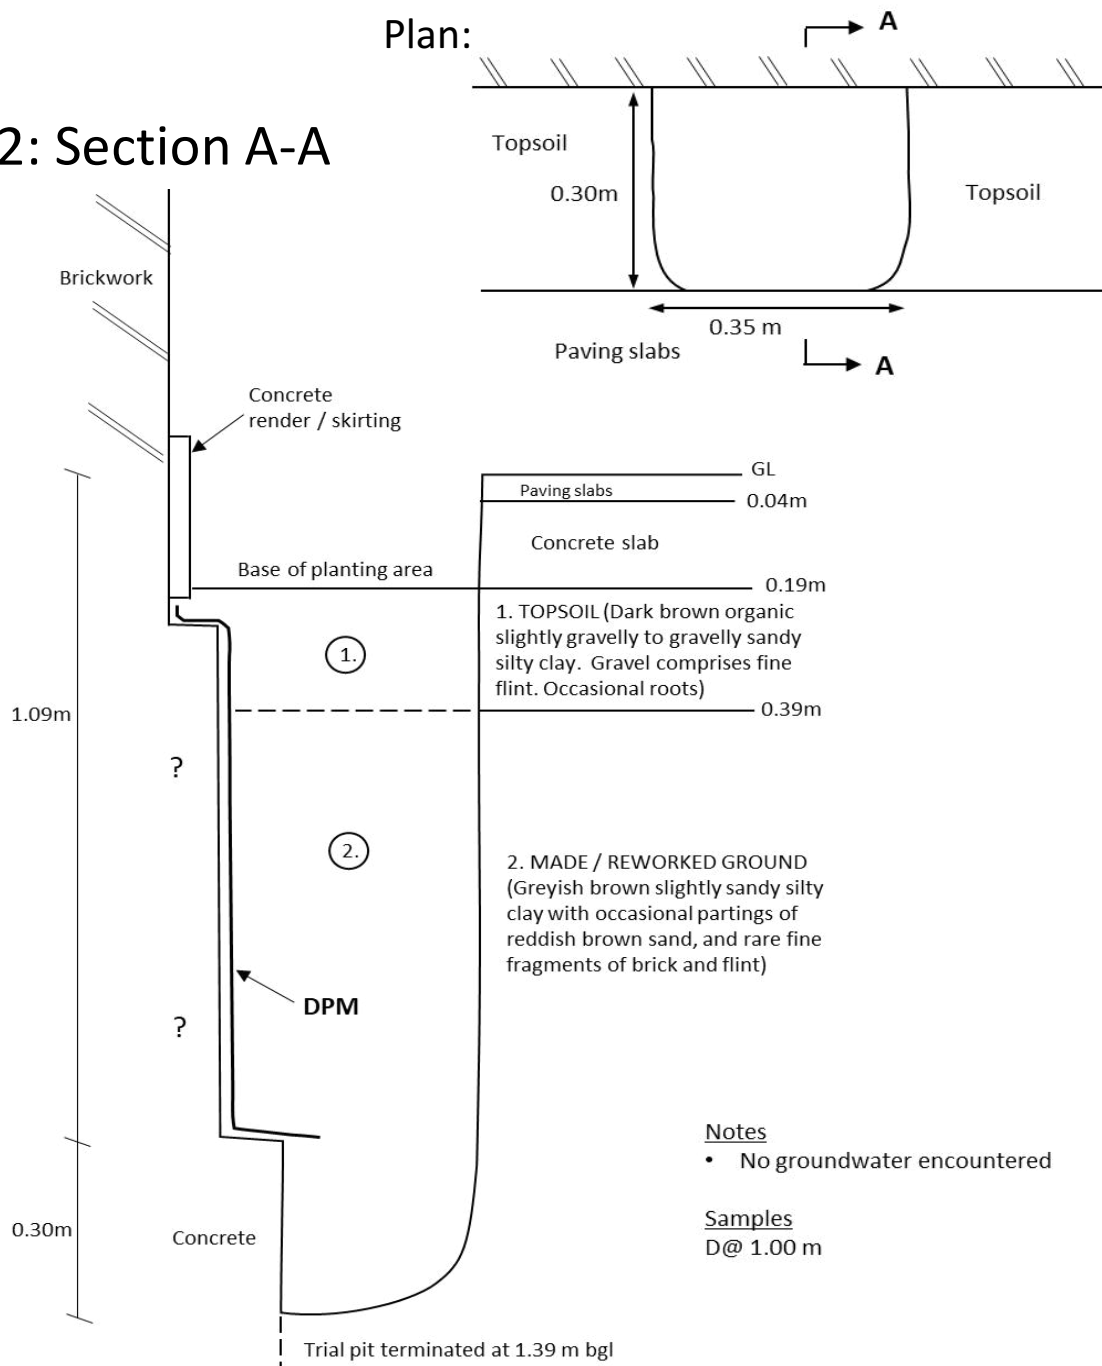 Plan:
A
2: Section A-A
Topsoil
0.30m
Topsoil
0.35 m
Paving slabs
A
Brickwork
Concrete
render / skirting
GL
Paving slabs
0.04m
Concrete slab
Base of planting area
0.19m
1. TOPSOIL (Dark brown organic
slightly gravelly to gravelly sandy
silty clay. Gravel comprises fine
flint. Occasional roots)
1.
0.39m
1.09m
?
2.
2. MADE / REWORKED GROUND
(Greyish brown slightly sandy silty
clay with occasional partings of
reddish brown sand, and rare fine
fragments of brick and flint)
DPM
?
Notes
• No groundwater encountered
Samples
D@ 1.00 m
0.30m
Concrete
Trial pit terminated at 1.39 m bgl